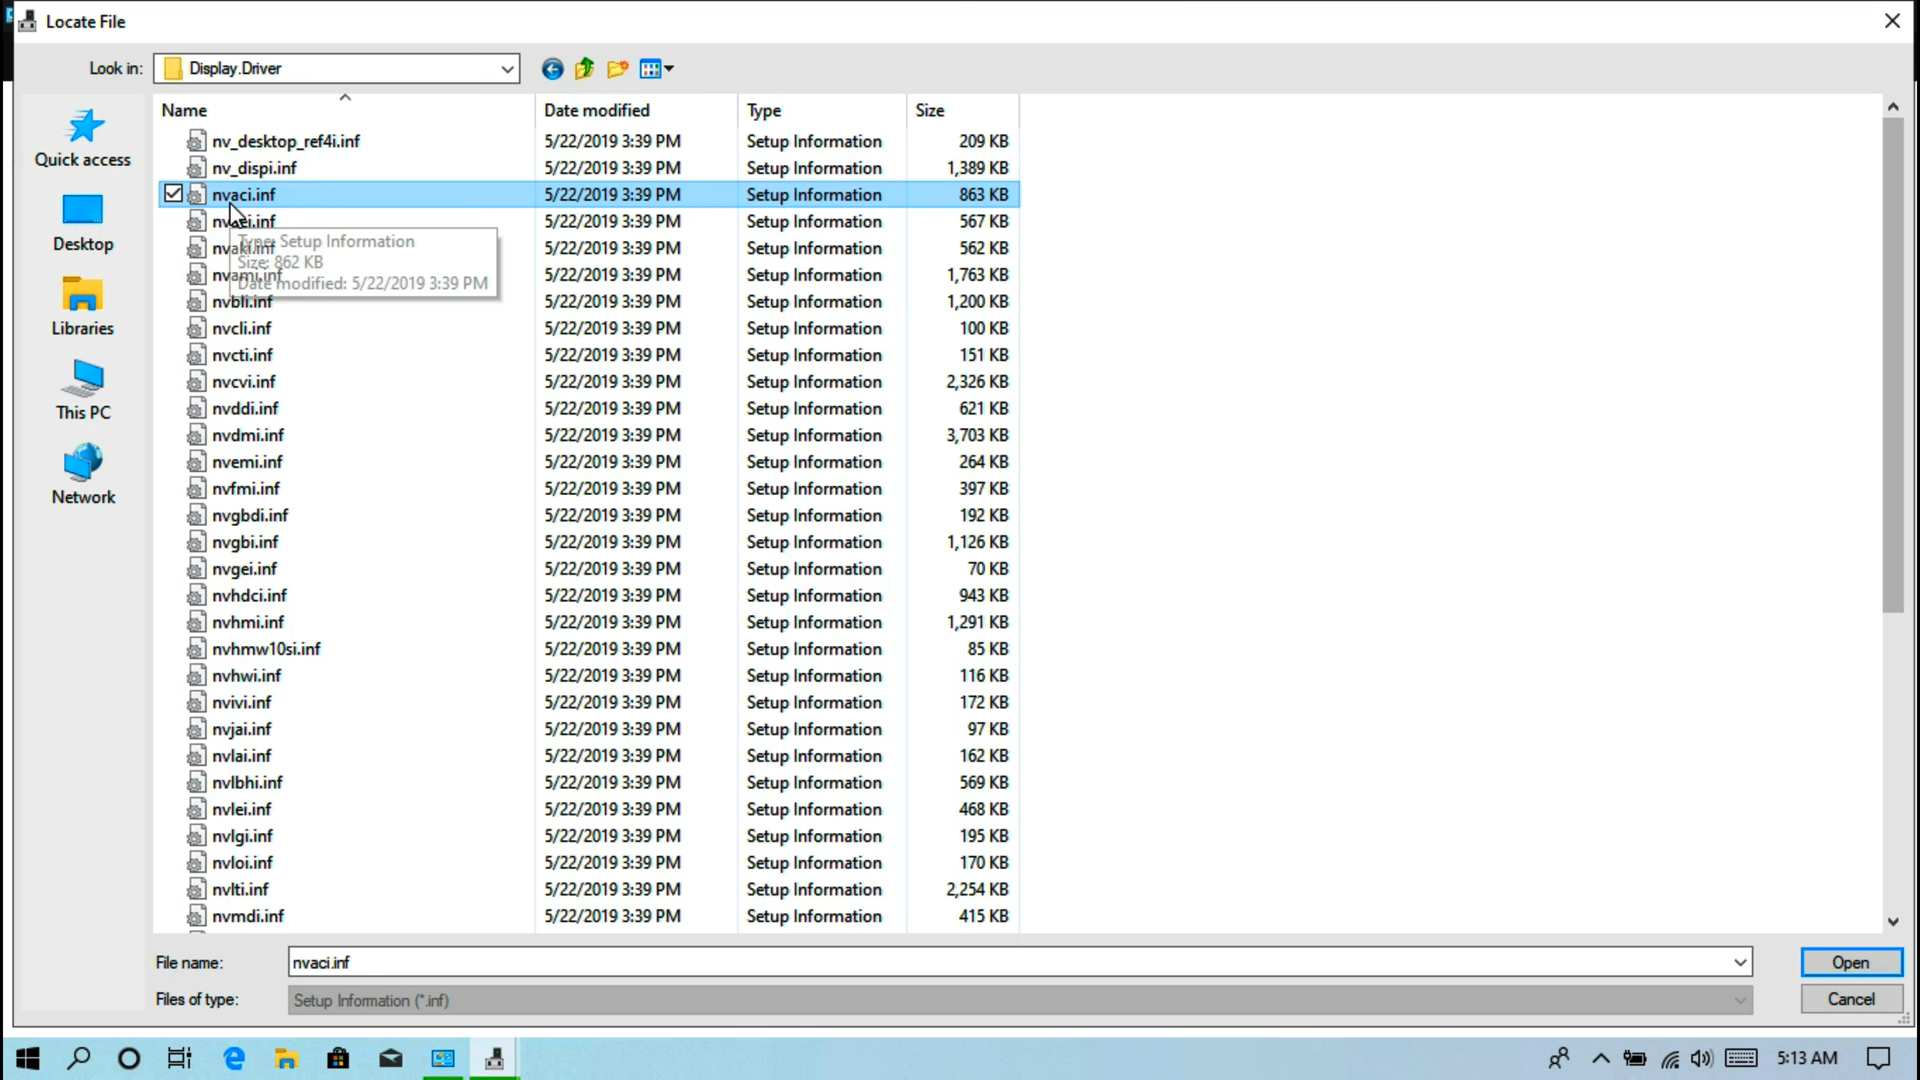 Locate File
Look in: Display.Driver
Quick access
Desktop
Libraries
This PC
Network
Name Date modified Type Size
nv_desktop_ref4i.inf 5/22/2019 3:39 PM Setup Information 209 KB
nv_dispi.inf 5/22/2019 3:39 PM Setup Information 1,389 KB
nvaci.inf 5/22/2019 3:39 PM Setup Information 863 KB
5/22/2019 3:39 PM Setup Information 567 KB
5/22/2019 3:39 PM Setup Information 562 KB
nvami.inf 5/22/2019 3:39 PM Setup Information 1,763 KB
Type: Setup Information
Size: 862 KB
Date modified: 5/22/2019 3:39 PM
nvbli.inf 5/22/2019 3:39 PM Setup Information 1,200 KB
nvcli.inf 5/22/2019 3:39 PM Setup Information 100 KB
nvcti.inf 5/22/2019 3:39 PM Setup Information 151 KB
nvcvi.inf 5/22/2019 3:39 PM Setup Information 2,326 KB
nvddi.inf 5/22/2019 3:39 PM Setup Information 621 KB
nvdmi.inf 5/22/2019 3:39 PM Setup Information 3,703 KB
nvemi.inf 5/22/2019 3:39 PM Setup Information 264 KB
nvfmi.inf 5/22/2019 3:39 PM Setup Information 397 KB
nvgbdi.inf 5/22/2019 3:39 PM Setup Information 192 KB
nvgbi.inf 5/22/2019 3:39 PM Setup Information 1,126 KB
nvgei.inf 5/22/2019 3:39 PM Setup Information 70 KB
nvhdci.inf 5/22/2019 3:39 PM Setup Information 943 KB
nvhmi.inf 5/22/2019 3:39 PM Setup Information 1,291 KB
nvhmw10si.inf 5/22/2019 3:39 PM Setup Information 85 KB
nvhwi.inf 5/22/2019 3:39 PM Setup Information 116 KB
nvivi.inf 5/22/2019 3:39 PM Setup Information 172 KB
nvjai.inf 5/22/2019 3:39 PM Setup Information 97 KB
nvlai.inf 5/22/2019 3:39 PM Setup Information 162 KB
nvlbhi.inf 5/22/2019 3:39 PM Setup Information 569 KB
nvlei.inf 5/22/2019 3:39 PM Setup Information 468 KB
nvlgi.inf 5/22/2019 3:39 PM Setup Information 195 KB
nvloi.inf 5/22/2019 3:39 PM Setup Information 170 KB
nvlti.inf 5/22/2019 3:39 PM Setup Information 2,254 KB
nvmdi.inf 5/22/2019 3:39 PM Setup Information 415 KB
File name: nvaci.inf Open
Files of type: Setup Information (*.inf) Cancel
5:13 AM